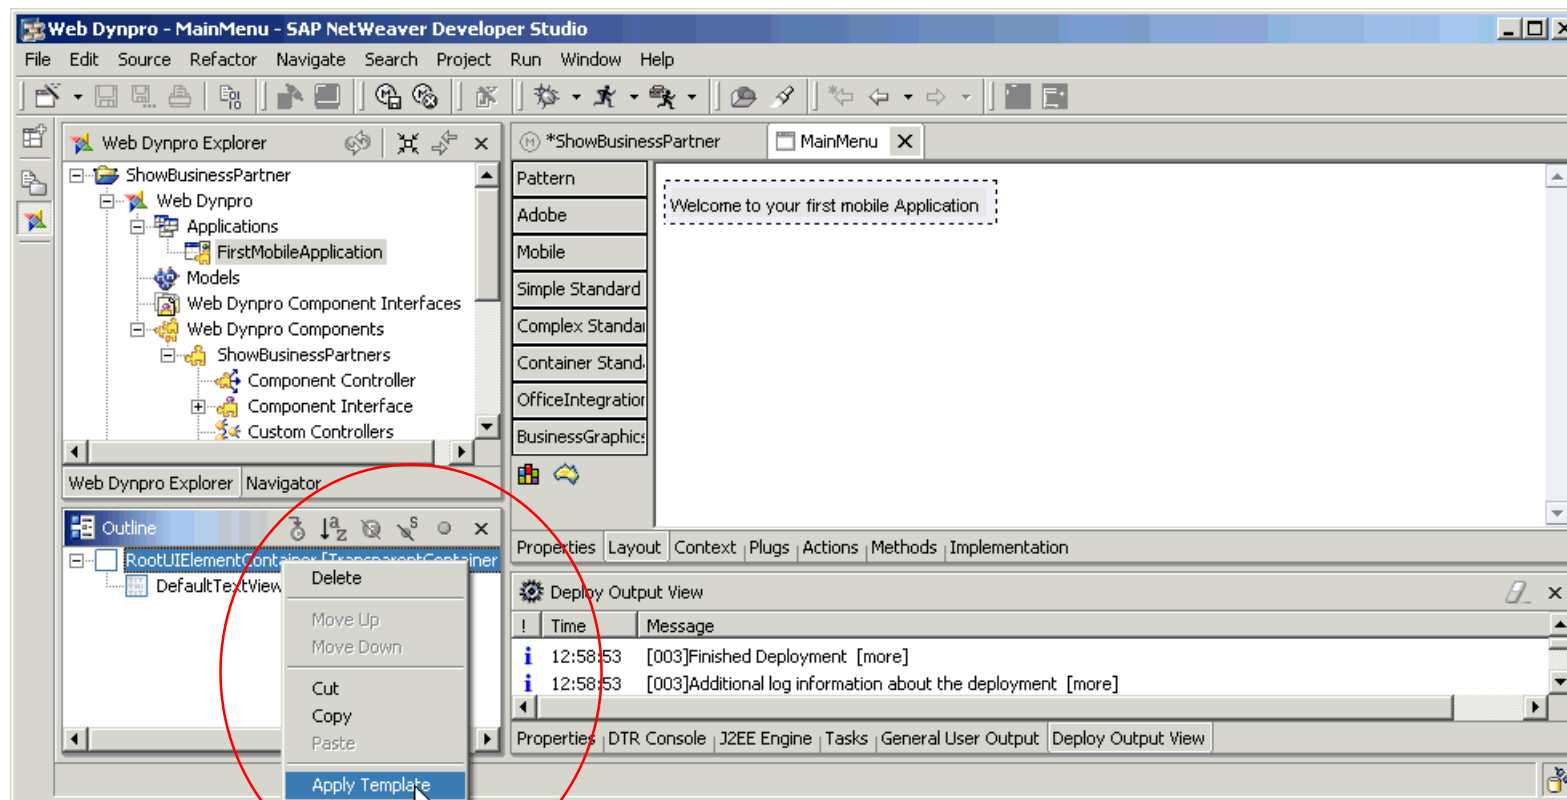 Web Dynpro - MainMenu - SAP NetWeaver Developer Studio
File Edit Source Refactor Navigate Search Project Run Window Help
Web Dynpro Explorer
ShowBusinessPartner
Web Dynpro
Applications
FirstMobileApplication
Models
Web Dynpro Component Interfaces
Web Dynpro Components
ShowBusinessPartners
Component Controller
Component Interface
Custom Controllers
Web Dynpro Explorer Navigator
*ShowBusinessPartner MainMenu
Pattern
Adobe
Mobile
Simple Standard
Complex Standar
Container Stand
OfficeIntegration
BusinessGraphics
Welcome to your first mobile Application
Properties Layout Context Plugs Actions Methods Implementation
Outline
RootUIElementContainer [TransparentContainer
DefaultTextView
Delete
Move Up
Move Down
Cut
Copy
Paste
Apply Template
Deploy Output View
! Time Message
12:58:53 [003]Finished Deployment [more]
12:58:53 [003]Additional log information about the deployment [more]
Properties DTR Console J2EE Engine Tasks General User Output Deploy Output View